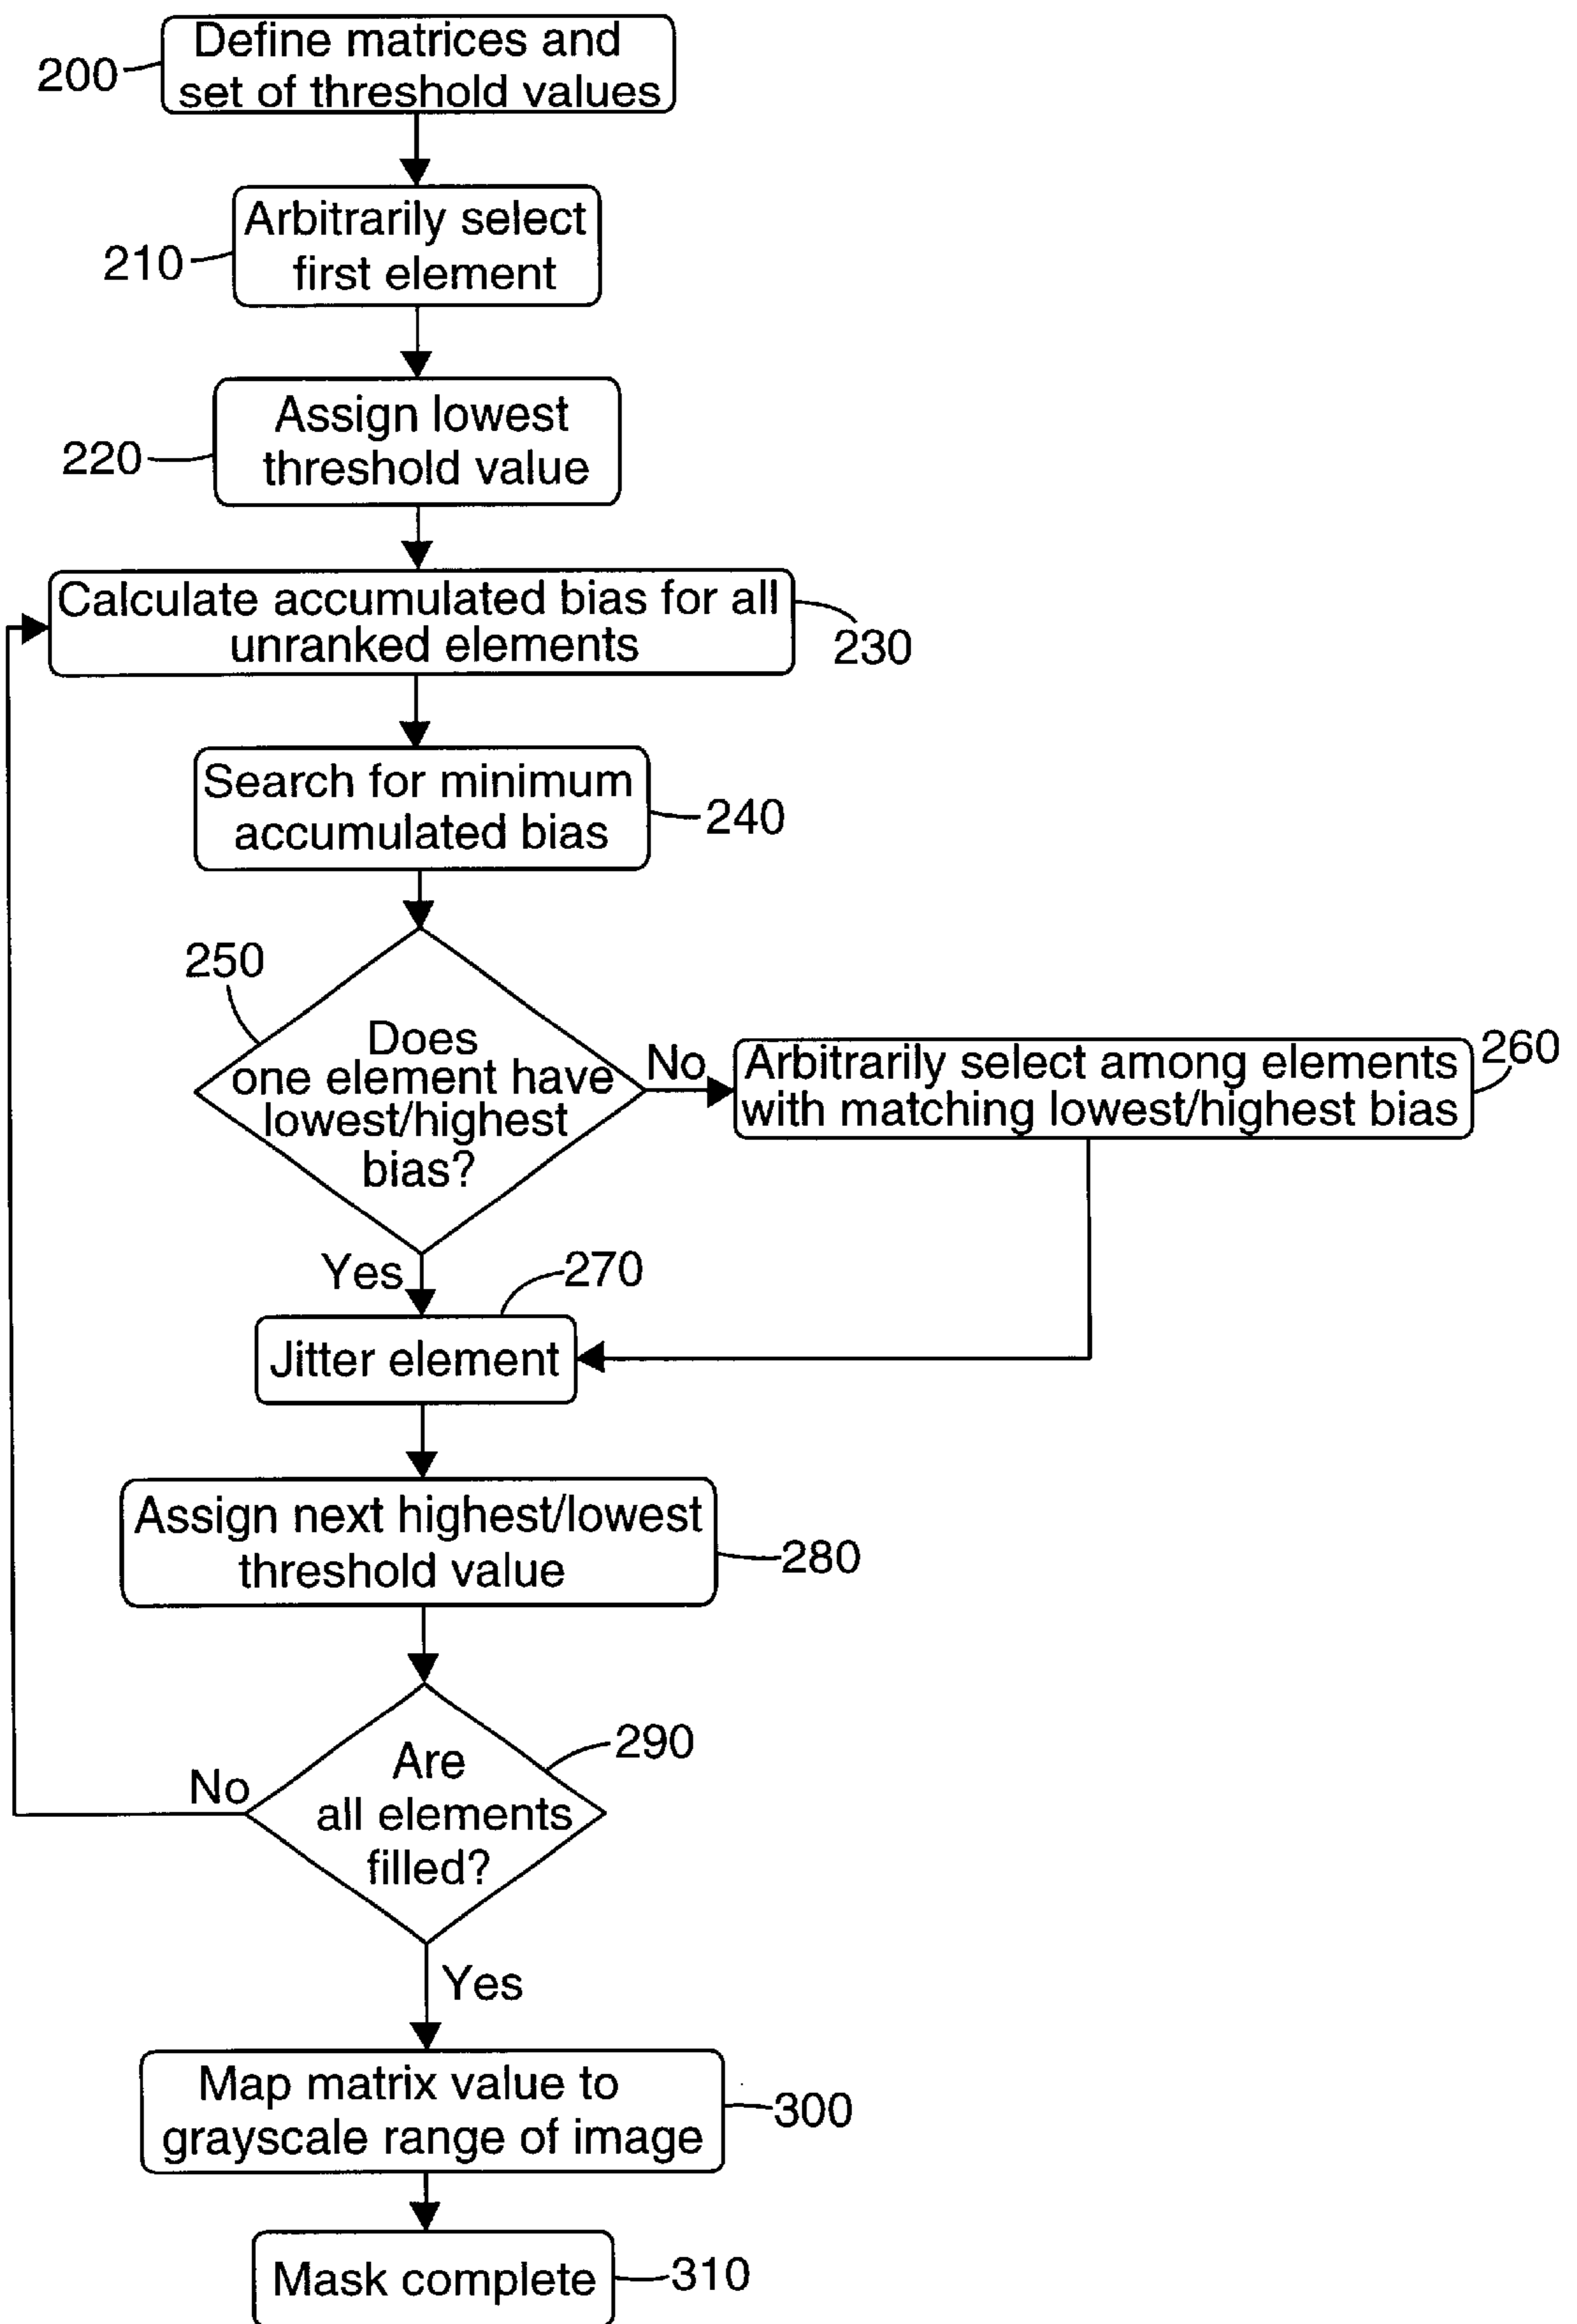 Define matrices and
set of threshold values
200
Arbitrarily select
first element
210
Assign lowest
threshold value
220
Calculate accumulated bias for all
unranked elements
230
Search for minimum
accumulated bias
240
250
Does
one element have
lowest/highest
bias?
No
Arbitrarily select among elements
with matching lowest/highest bias
260
Yes
270
Jitter element
Assign next highest/lowest
threshold value
280
290
Are
all elements
filled?
No
Yes
Map matrix value to
grayscale range of image
300
Mask complete
310